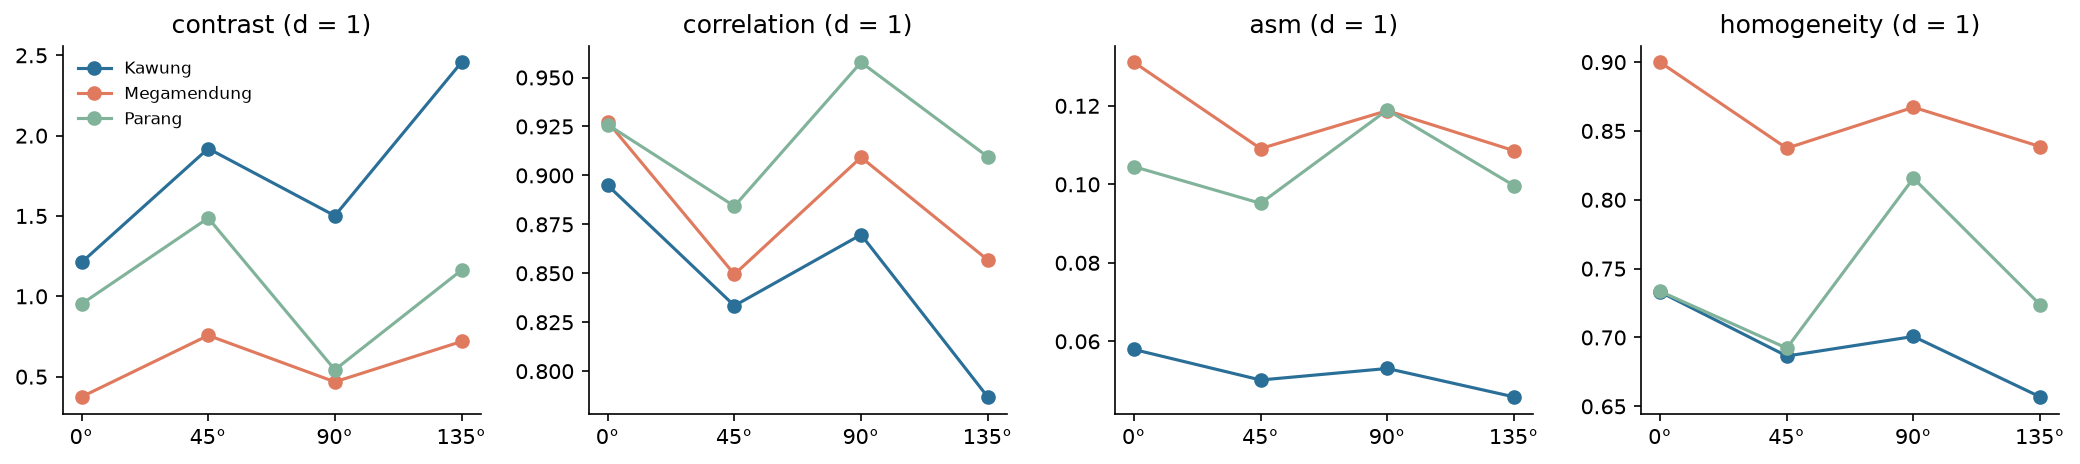 contrast (d = 1)
2.5
2.0
1.5
1.0
0.5
0° 45° 90° 135°
Kawung
Megamendung
Parang
correlation (d = 1)
0.950
0.925
0.900
0.875
0.850
0.825
0.800
0° 45° 90° 135°
asm (d = 1)
0.12
0.10
0.08
0.06
0° 45° 90° 135°
homogeneity (d = 1)
0.90
0.85
0.80
0.75
0.70
0.65
0° 45° 90° 135°